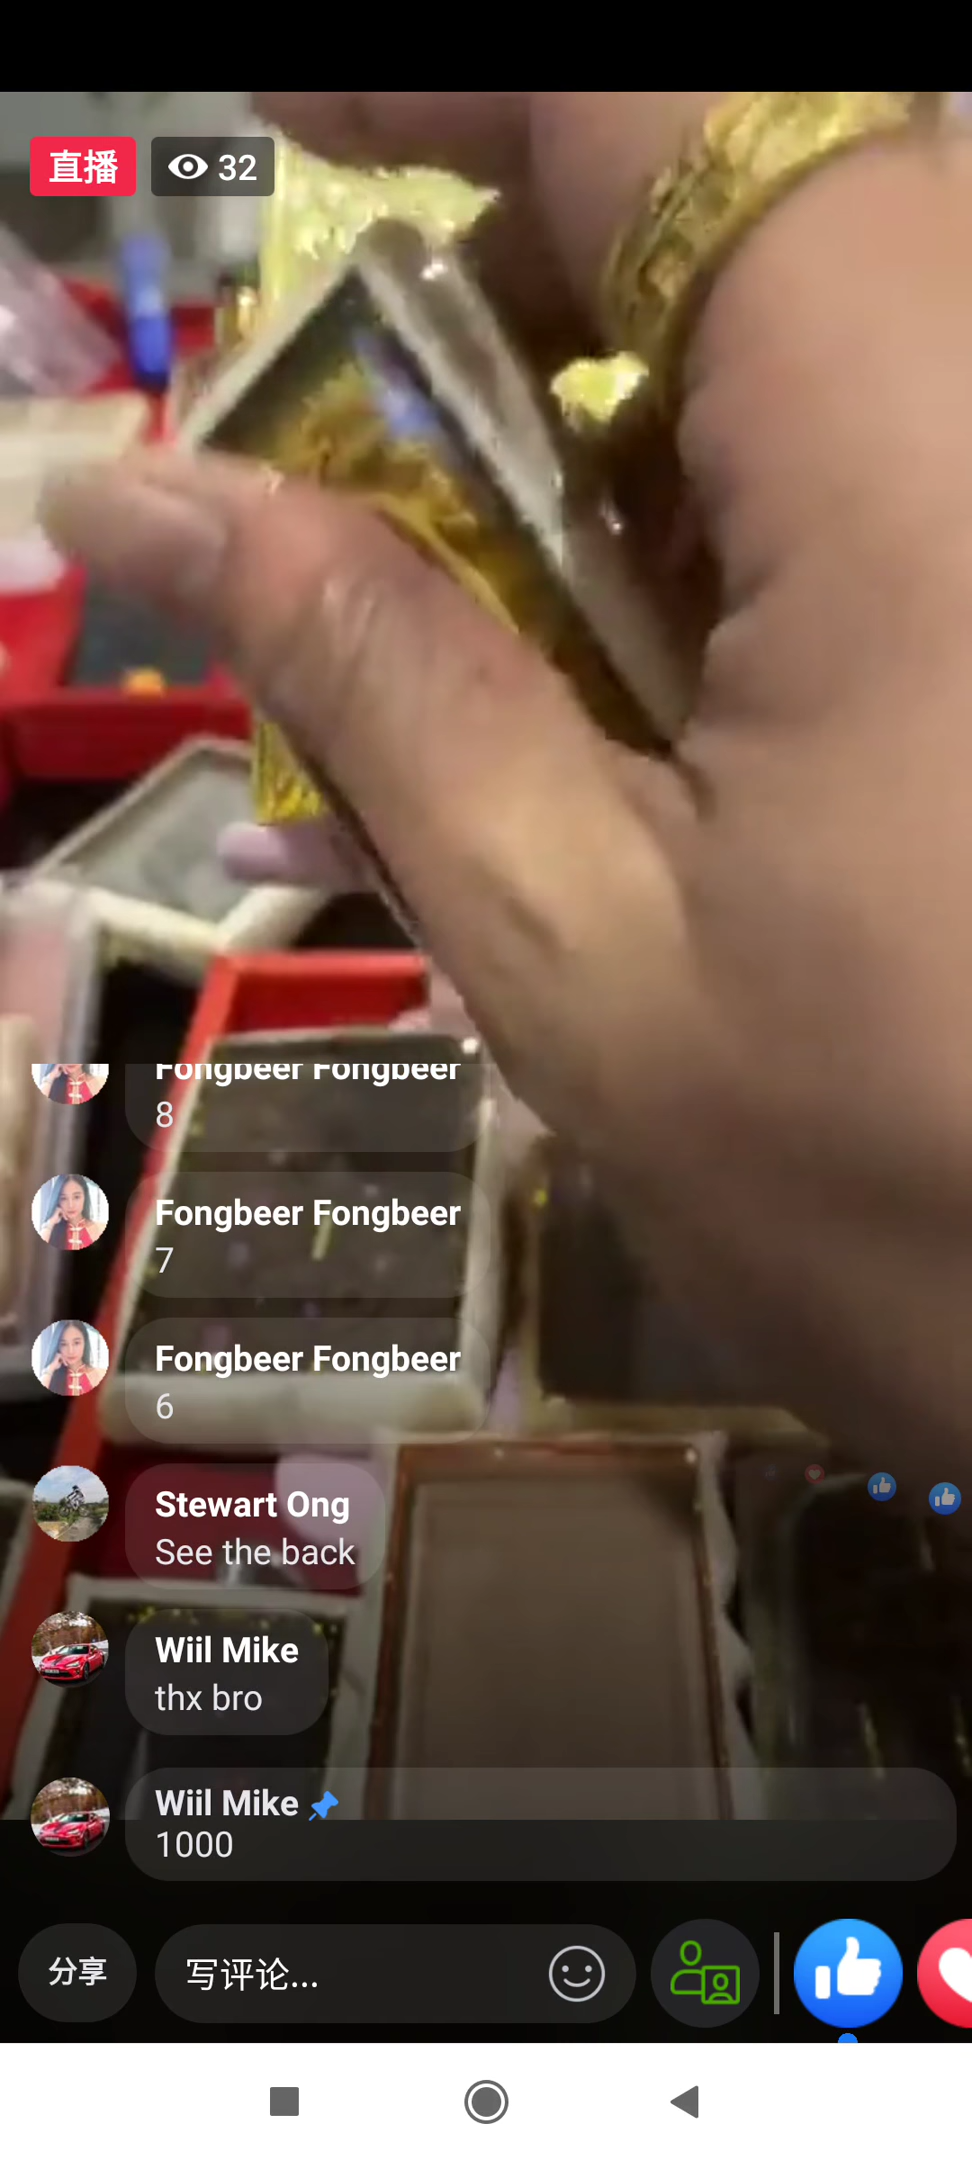 直播
32
Fongbeer Fongbeer
8
Fongbeer Fongbeer
7
Fongbeer Fongbeer
6
Stewart Ong
See the back
Wiil Mike
thx bro
Wiil Mike
1000
分享
写评论...